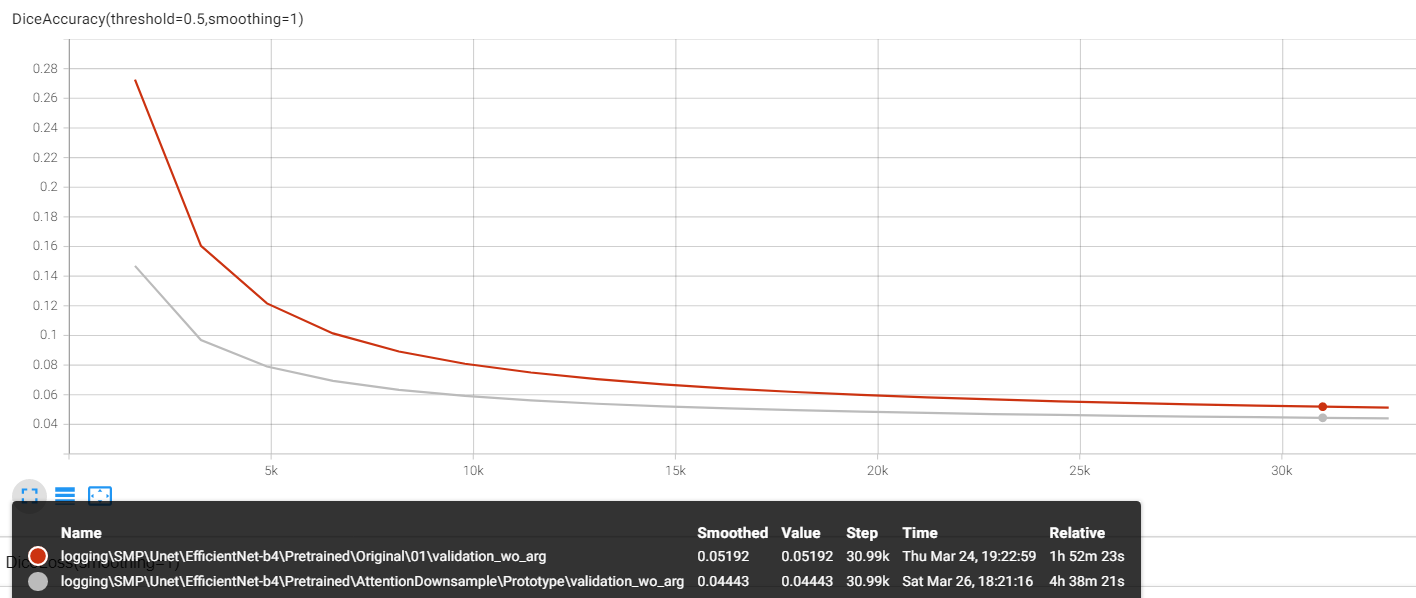 DiceAccuracy(threshold=0.5,smoothing=1)
0.28
0.26
0.24
0.22
0.2
0.18
0.16
0.14
0.12
0.1
0.08
0.06
0.04
5k 10k 15k 20k 25k 30k
Name Smoothed Value Step Time Relative
logging\SMP\Unet\EfficientNet-b4\Pretrained\Original\01\validation_wo_arg 0.05192 0.05192 30.99k Thu Mar 24, 19:22:59 1h 52m 23s
DiceLoss(smoothing=1)
logging\SMP\Unet\EfficientNet-b4\Pretrained\AttentionDownsample\Prototype\validation_wo_arg 0.04443 0.04443 30.99k Sat Mar 26, 18:21:16 4h 38m 21s